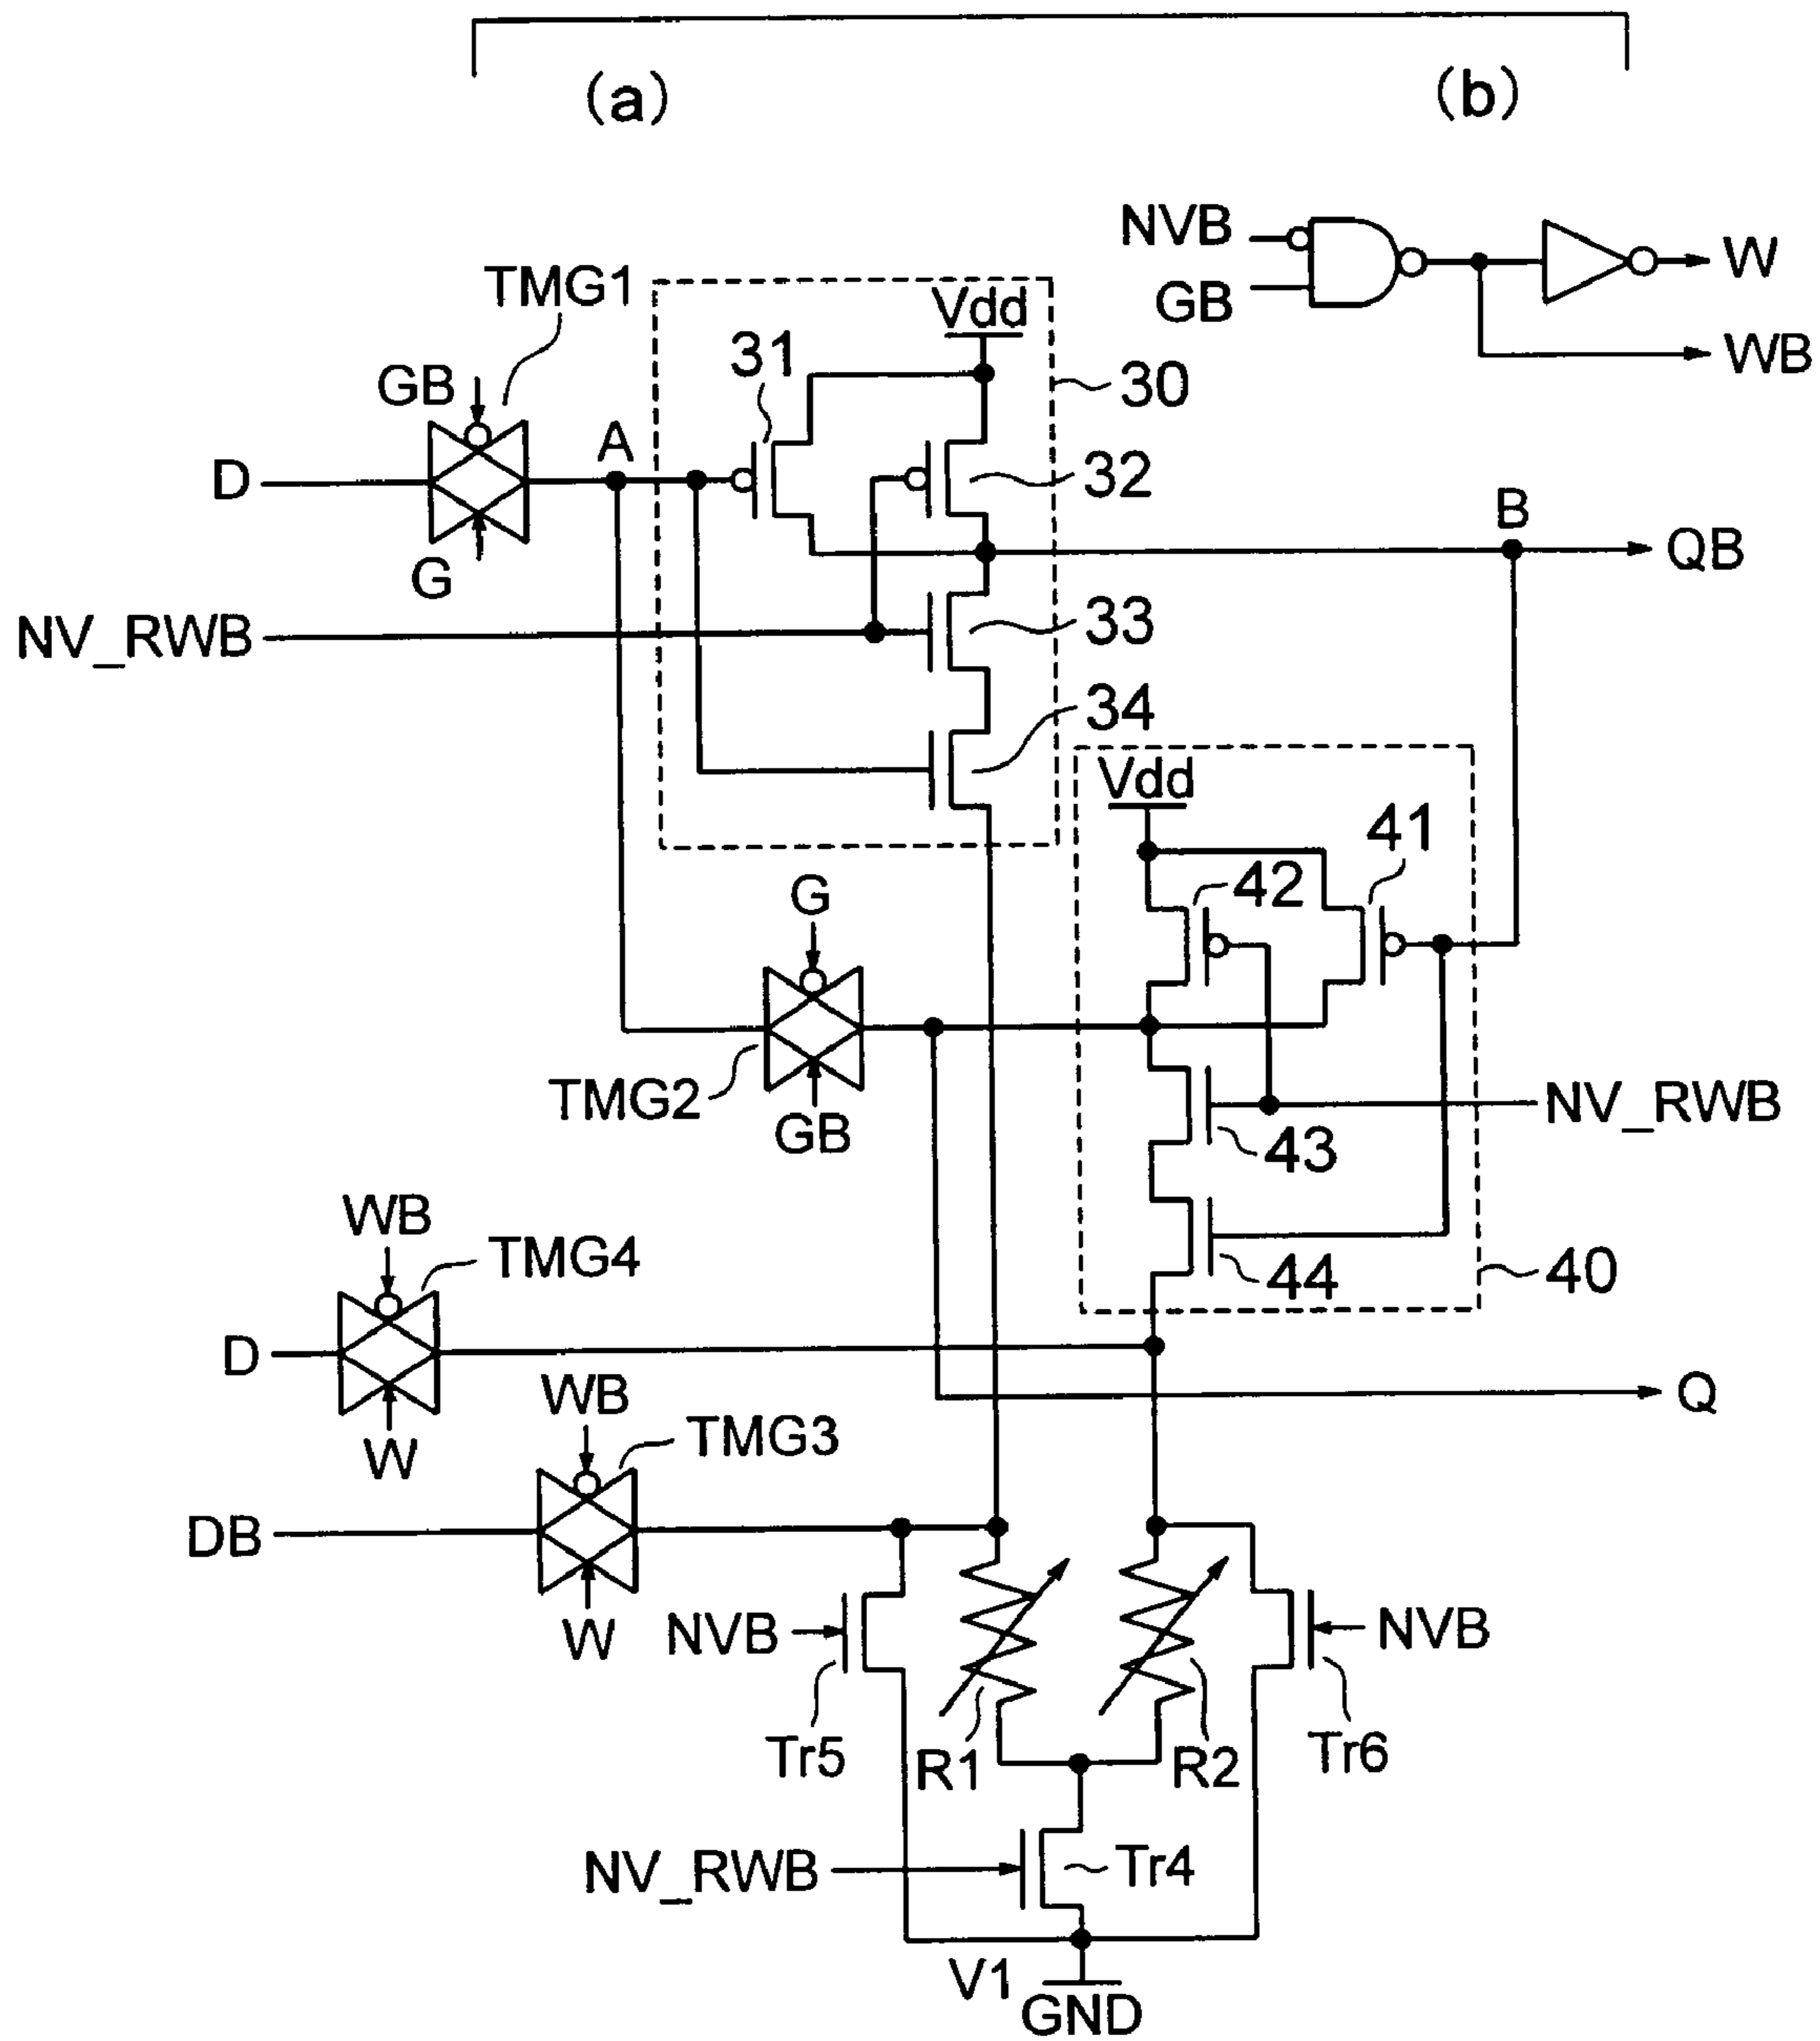 (a)
(b)
NVB
GB
W
WB
TMG1
Vdd
31
30
GB
A
D
32
B
QB
G
33
NV_RWB
34
Vdd
41
G
42
TMG2
GB
NV_RWB
43
WB
TMG4
44
40
D
W
WB
TMG3
Q
DB
W
NVB
NVB
Tr5
R1
R2
Tr6
NV_RWB
Tr4
V1
GND